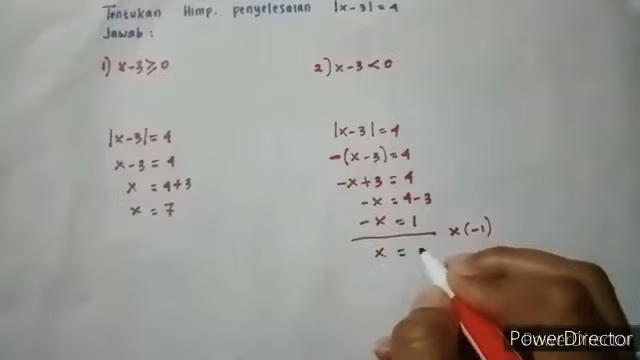 Tentukan Himp. penyelesaian |x-3| = 4
Jawab :
1) x-3 ≥ 0
|x-3| = 4
x-3 = 4
x = 4+3
x = 7
2) x-3 < 0
|x-3| = 4
-(x-3) = 4
-x+3 = 4
-x = 4-3
-x = 1
x(-1)
x =
PowerDirector